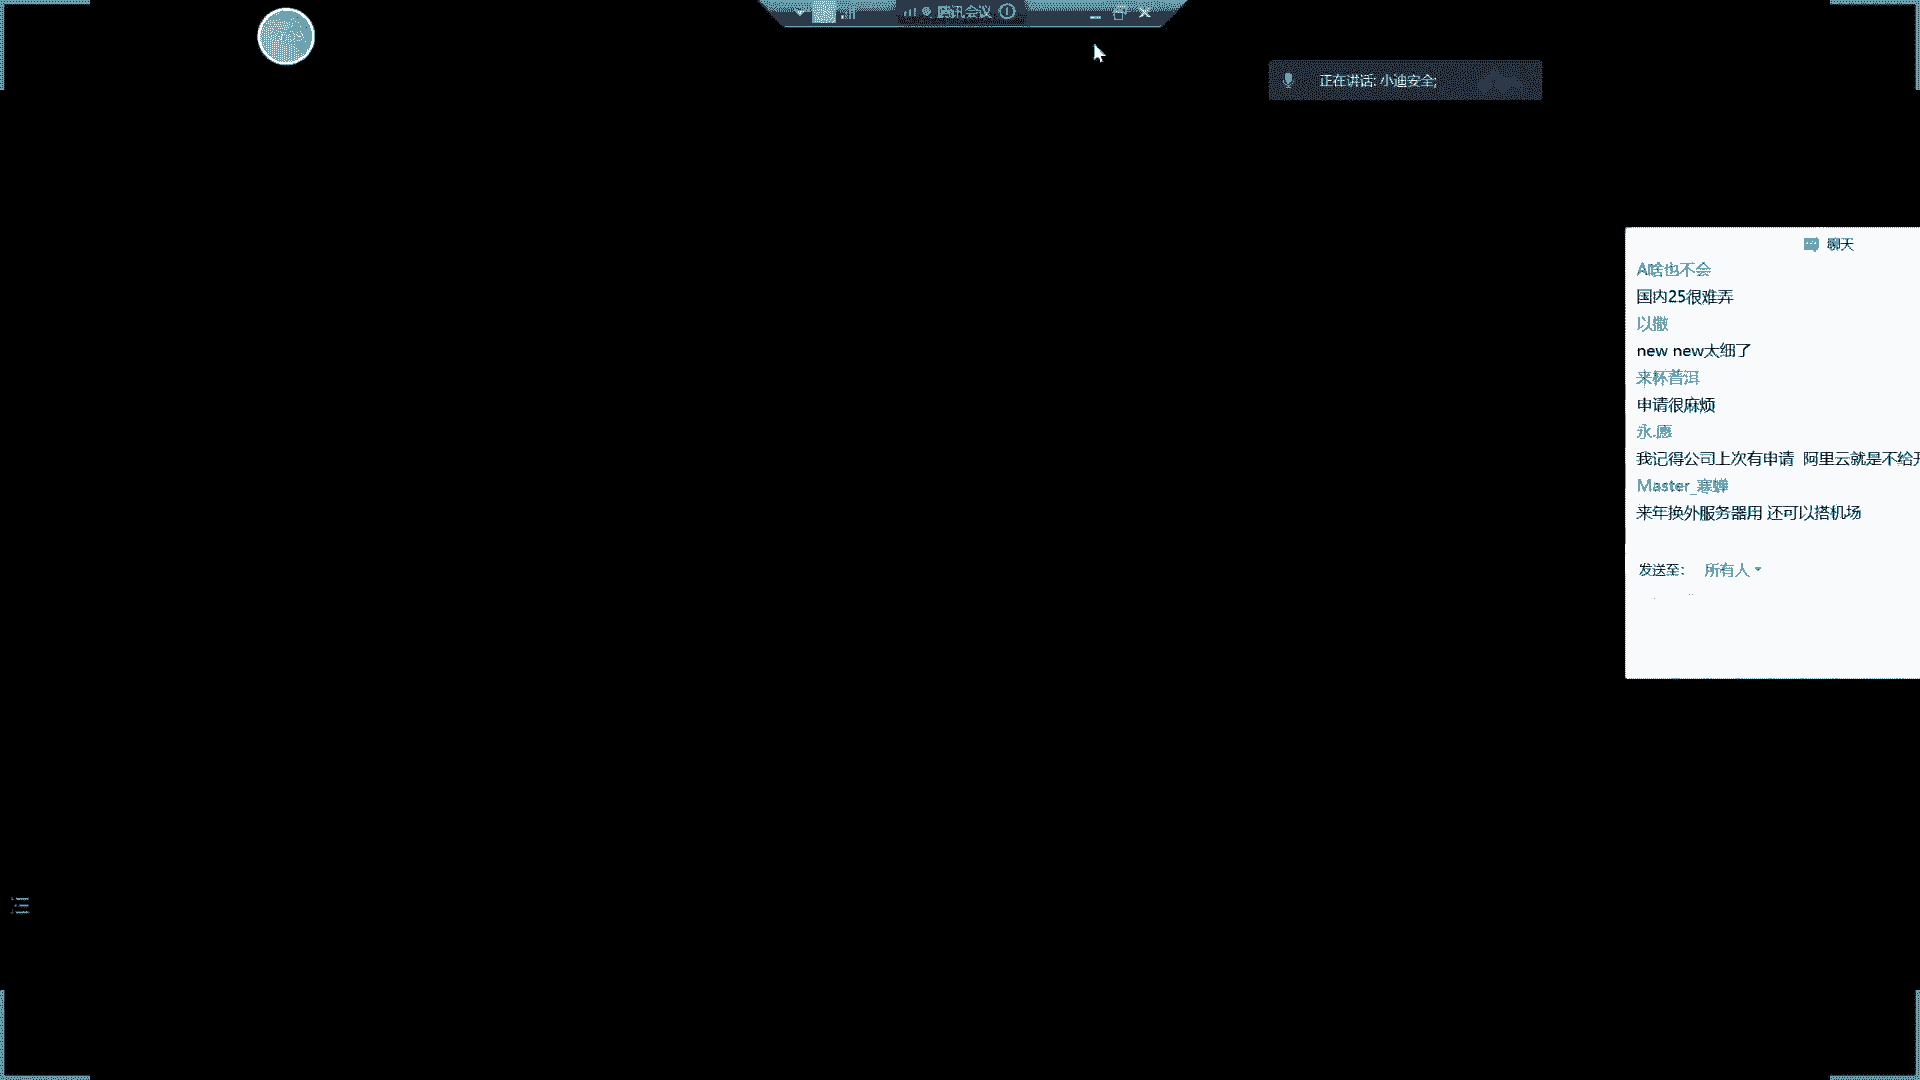 腾讯会议
正在讲话: 小迪安全;
聊天
A啥也不会
国内25很难弄
以撒
new new太细了
来杯普洱
申请很麻烦
永.愿
我记得公司上次有申请 阿里云就是不给开
Master_寒蝉
来年换外服务器用 还可以搭机场
发送至: 所有人